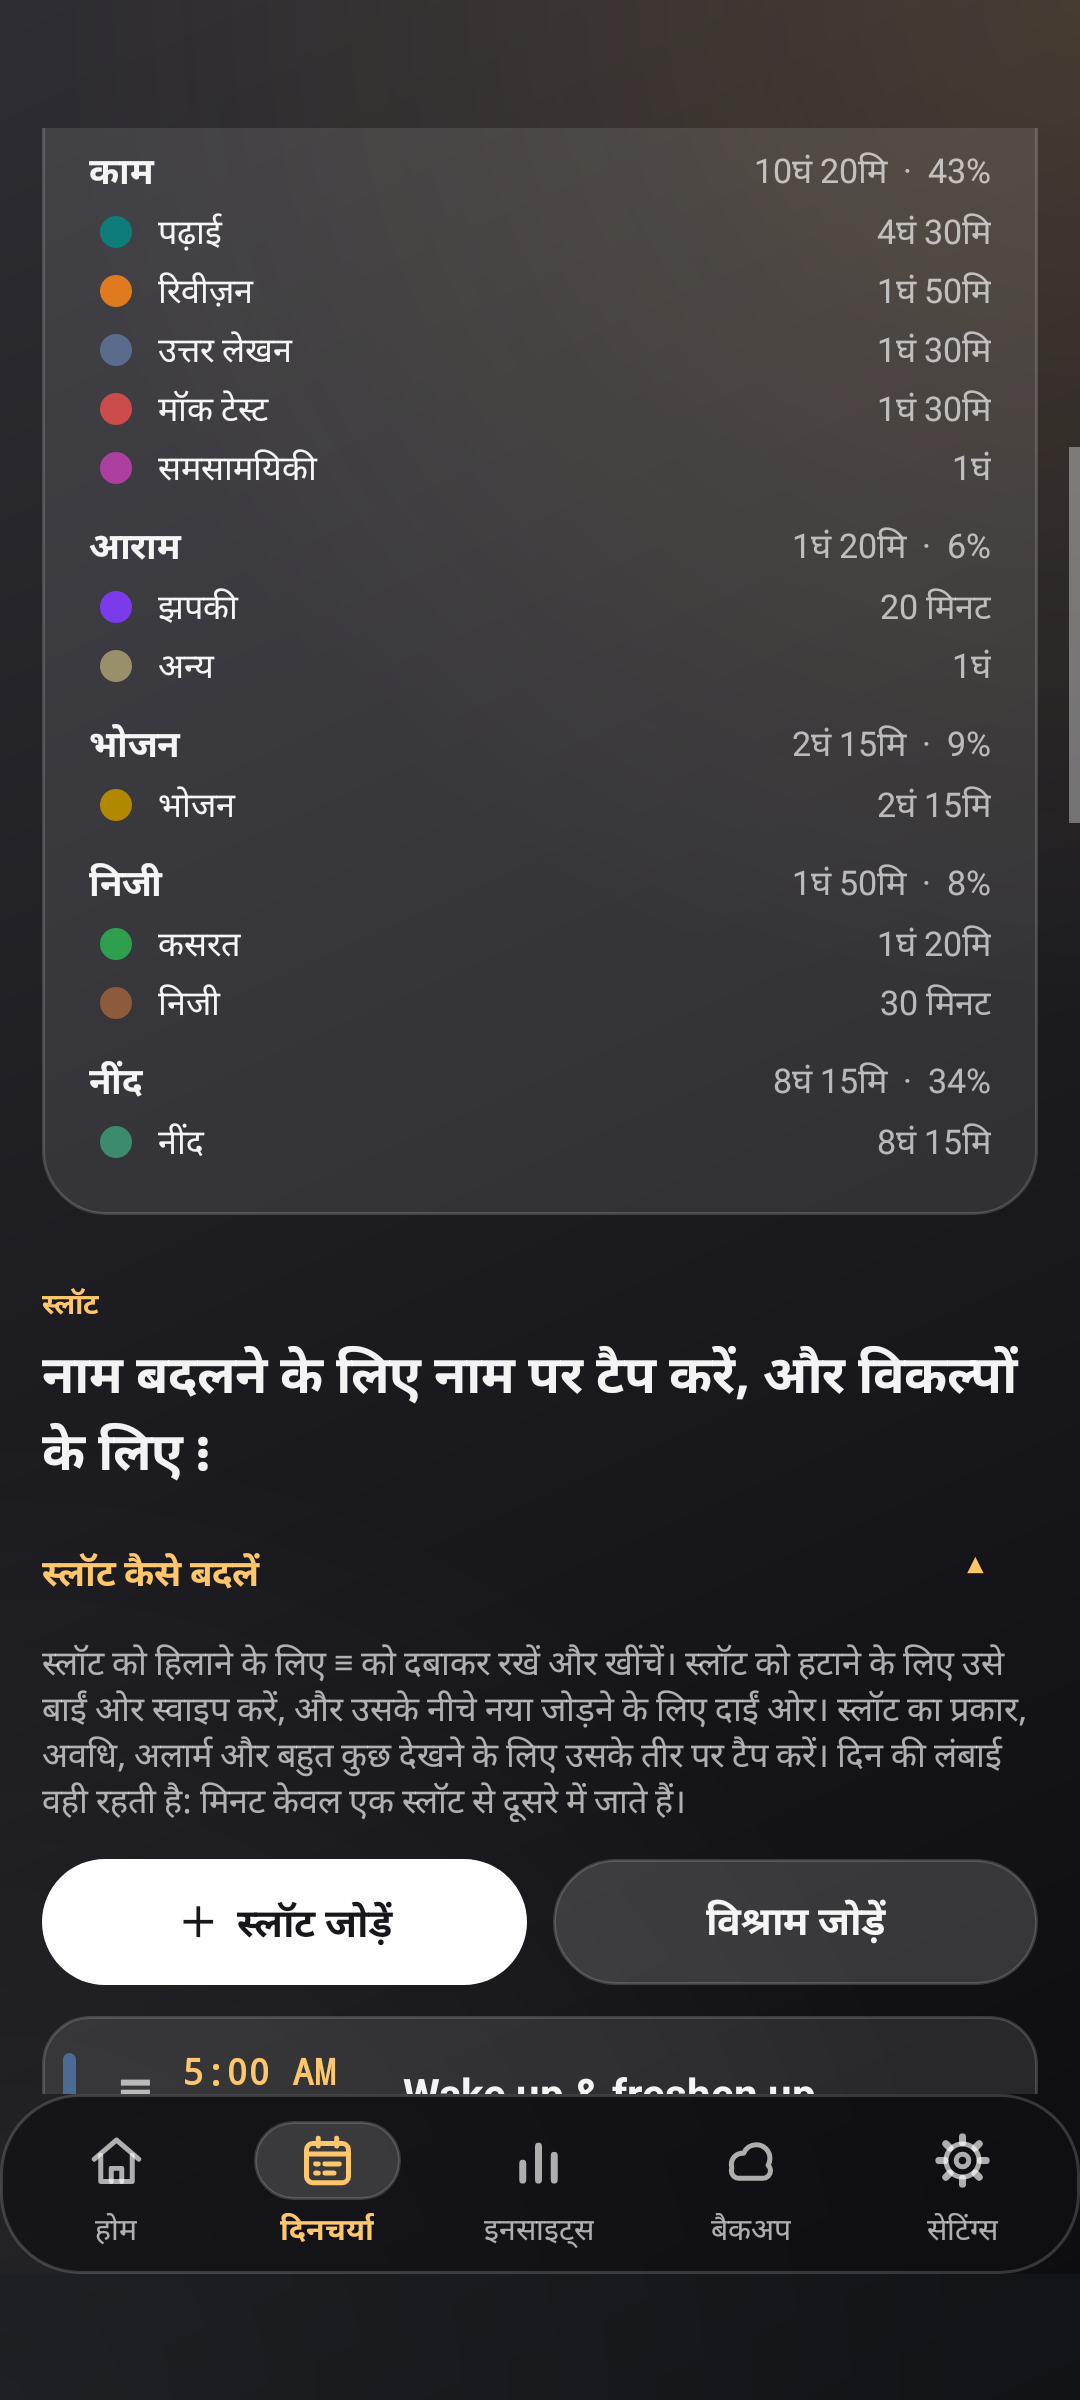 काम 10घं 20मि · 43%
पढ़ाई 4घं 30मि
रिवीज़न 1घं 50मि
उत्तर लेखन 1घं 30मि
मॉक टेस्ट 1घं 30मि
समसामयिकी 1घं
आराम 1घं 20मि · 6%
झपकी 20 मिनट
अन्य 1घं
भोजन 2घं 15मि · 9%
भोजन 2घं 15मि
निजी 1घं 50मि · 8%
कसरत 1घं 20मि
निजी 30 मिनट
नींद 8घं 15मि · 34%
नींद 8घं 15मि
स्लॉट
नाम बदलने के लिए नाम पर टैप करें, और विकल्पों
के लिए ⋮
स्लॉट कैसे बदलें ▲
स्लॉट को हिलाने के लिए ≡ को दबाकर रखें और खींचें। स्लॉट को हटाने के लिए उसे
बाईं ओर स्वाइप करें, और उसके नीचे नया जोड़ने के लिए दाईं ओर। स्लॉट का प्रकार,
अवधि, अलार्म और बहुत कुछ देखने के लिए उसके तीर पर टैप करें। दिन की लंबाई
वही रहती है: मिनट केवल एक स्लॉट से दूसरे में जाते हैं।
+ स्लॉट जोड़ें विश्राम जोड़ें
5:00 AM Wake up & freshen up
होम दिनचर्या इनसाइट्स बैकअप सेटिंग्स